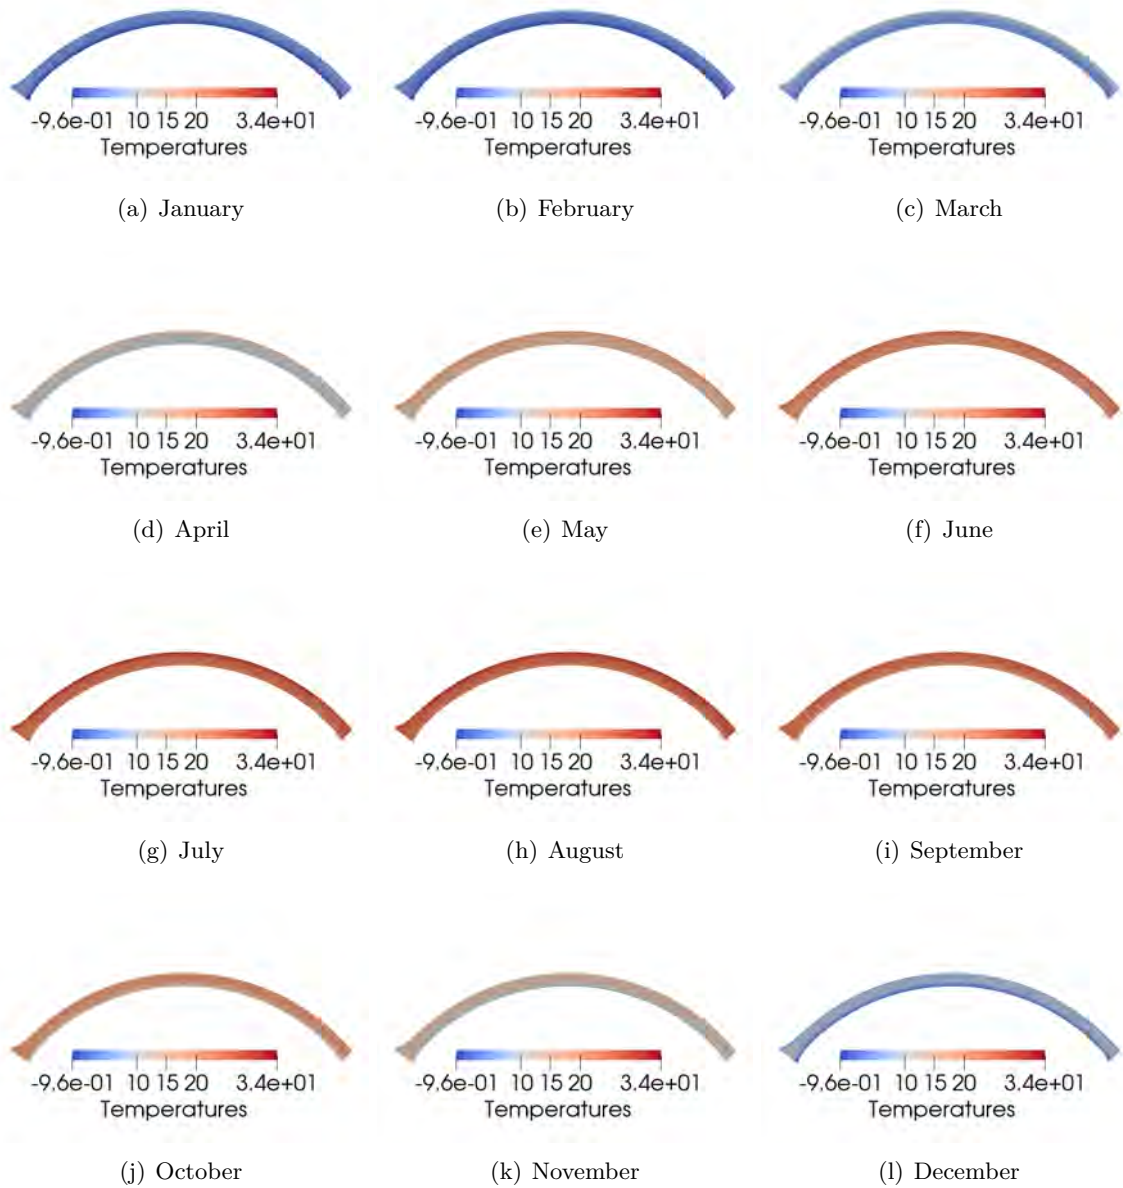 -9.6e-01 10 15 20 3.4e+01
Temperatures
(a) January
-9.6e-01 10 15 20 3.4e+01
Temperatures
(b) February
-9.6e-01 10 15 20 3.4e+01
Temperatures
(c) March
-9.6e-01 10 15 20 3.4e+01
Temperatures
(d) April
-9.6e-01 10 15 20 3.4e+01
Temperatures
(e) May
-9.6e-01 10 15 20 3.4e+01
Temperatures
(f) June
-9.6e-01 10 15 20 3.4e+01
Temperatures
(g) July
-9.6e-01 10 15 20 3.4e+01
Temperatures
(h) August
-9.6e-01 10 15 20 3.4e+01
Temperatures
(i) September
-9.6e-01 10 15 20 3.4e+01
Temperatures
(j) October
-9.6e-01 10 15 20 3.4e+01
Temperatures
(k) November
-9.6e-01 10 15 20 3.4e+01
Temperatures
(l) December